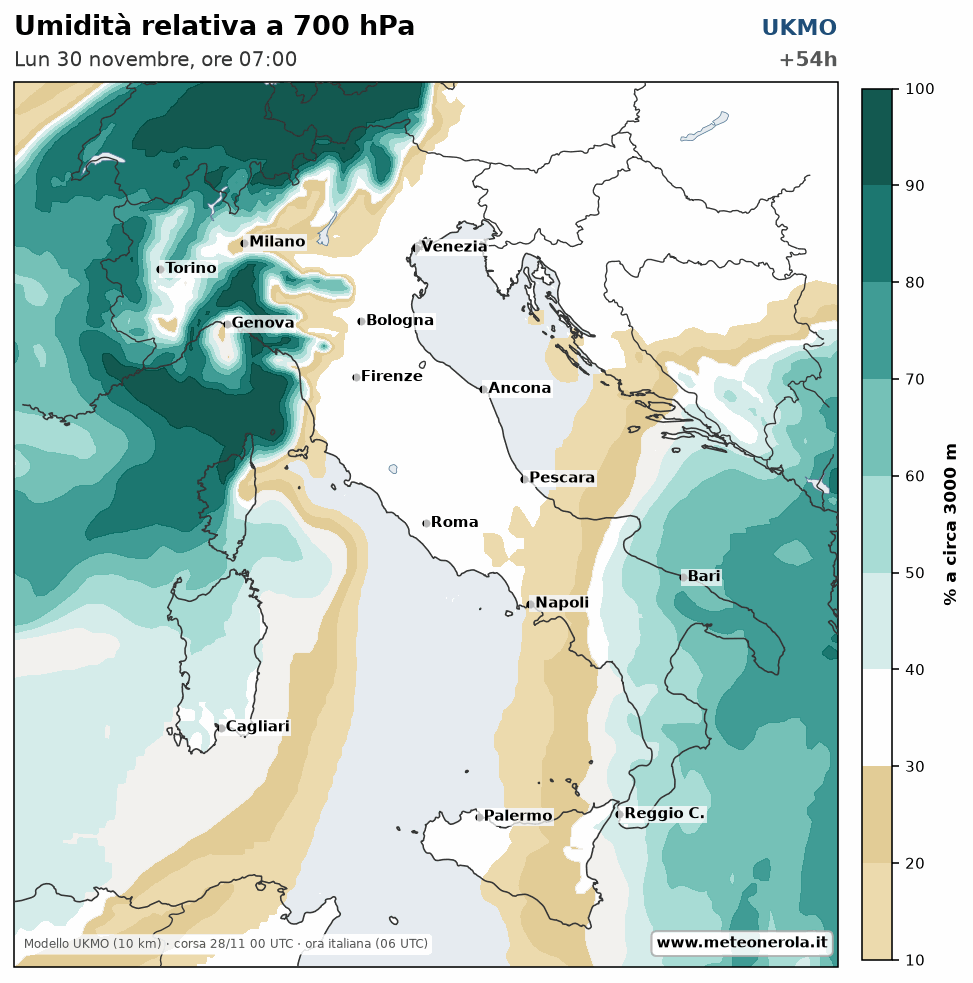 Umidità relativa a 700 hPa
UKMO
Lun 30 novembre, ore 07:00
+54h
100
90
80
70
60
50
40
30
20
10
% a circa 3000 m
Milano
Venezia
Torino
Genova
Bologna
Firenze
Ancona
Pescara
Roma
Bari
Napoli
Cagliari
Palermo
Reggio C.
Modello UKMO (10 km) · corsa 28/11 00 UTC · ora italiana (06 UTC)
www.meteonerola.it